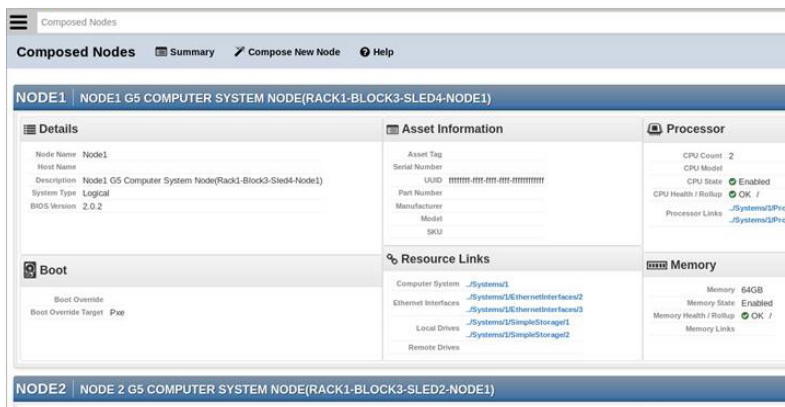 Composed Nodes
Composed Nodes Summary Compose New Node Help
NODE1 NODE1 G5 COMPUTER SYSTEM NODE(RACK1-BLOCK3-SLED4-NODE1)
Details
Node Name Node1
Host Name
Description Node1 G5 Computer System Node(Rack1-Block3-Sled4-Node1)
System Type Logical
BIOS Version 2.0.2
Boot
Boot Override
Boot Override Target Pxe
Asset Information
Asset Tag
Serial Number
UUID ffffffff-ffff-ffff-ffff-ffffffffffff
Part Number
Manufacturer
Model
SKU
Resource Links
Computer System ../Systems/1
Ethernet Interfaces ../Systems/1/EthernetInterfaces/2
../Systems/1/EthernetInterfaces/3
Local Drives ../Systems/1/SimpleStorage/1
../Systems/1/SimpleStorage/2
Remote Drives
Processor
CPU Count 2
CPU Model
CPU State Enabled
CPU Health / Rollup OK /
Processor Links ../Systems/1/Pro
../Systems/1/Pro
Memory
Memory 64GB
Memory State Enabled
Memory Health / Rollup OK /
Memory Links
NODE2 NODE 2 G5 COMPUTER SYSTEM NODE(RACK1-BLOCK3-SLED2-NODE1)